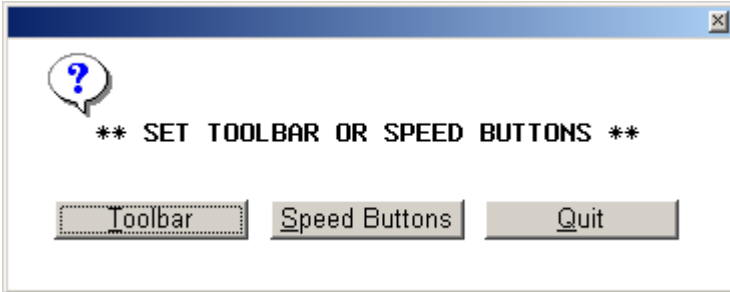 ?
** SET TOOLBAR OR SPEED BUTTONS **
Toolbar Speed Buttons Quit